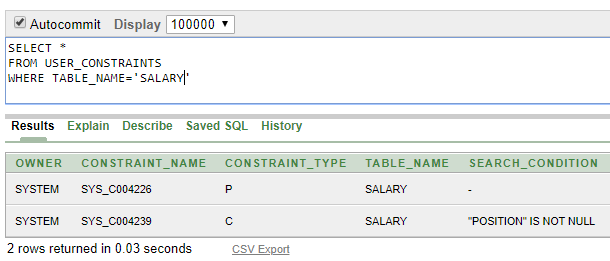 Autocommit Display 100000
SELECT *
FROM USER_CONSTRAINTS
WHERE TABLE_NAME='SALARY'
Results Explain Describe Saved SQL History
OWNER CONSTRAINT_NAME CONSTRAINT_TYPE TABLE_NAME SEARCH_CONDITION
SYSTEM SYS_C004226 P SALARY -
SYSTEM SYS_C004239 C SALARY "POSITION" IS NOT NULL
2 rows returned in 0.03 seconds CSV Export